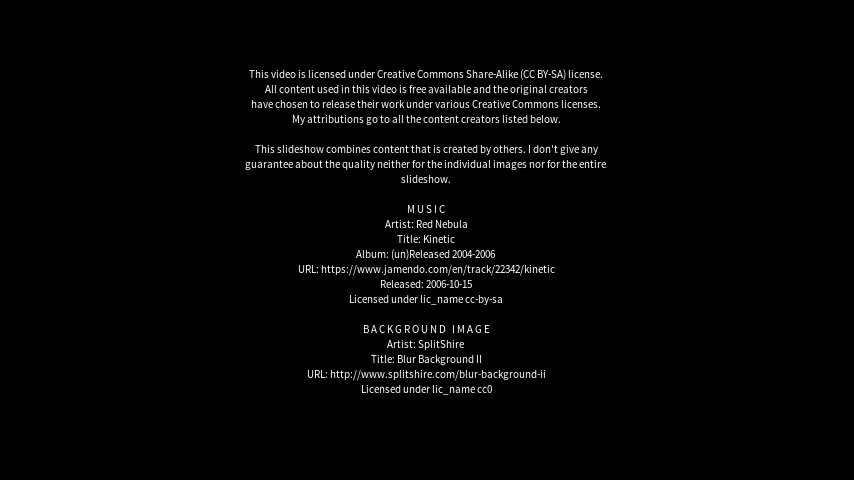 This video is licensed under Creative Commons Share-Alike (CC BY-SA) license.
All content used in this video is free available and the original creators
have chosen to release their work under various Creative Commons licenses.
My attributions go to all the content creators listed below.
This slideshow combines content that is created by others. I don't give any
guarantee about the quality neither for the individual images nor for the entire
slideshow.
MUSIC
Artist: Red Nebula
Title: Kinetic
Album: (un)Released 2004-2006
URL: https://www.jamendo.com/en/track/22342/kinetic
Released: 2006-10-15
Licensed under lic_name cc-by-sa
BACKGROUND IMAGE
Artist: SplitShire
Title: Blur Background II
URL: http://www.splitshire.com/blur-background-ii
Licensed under lic_name cc0